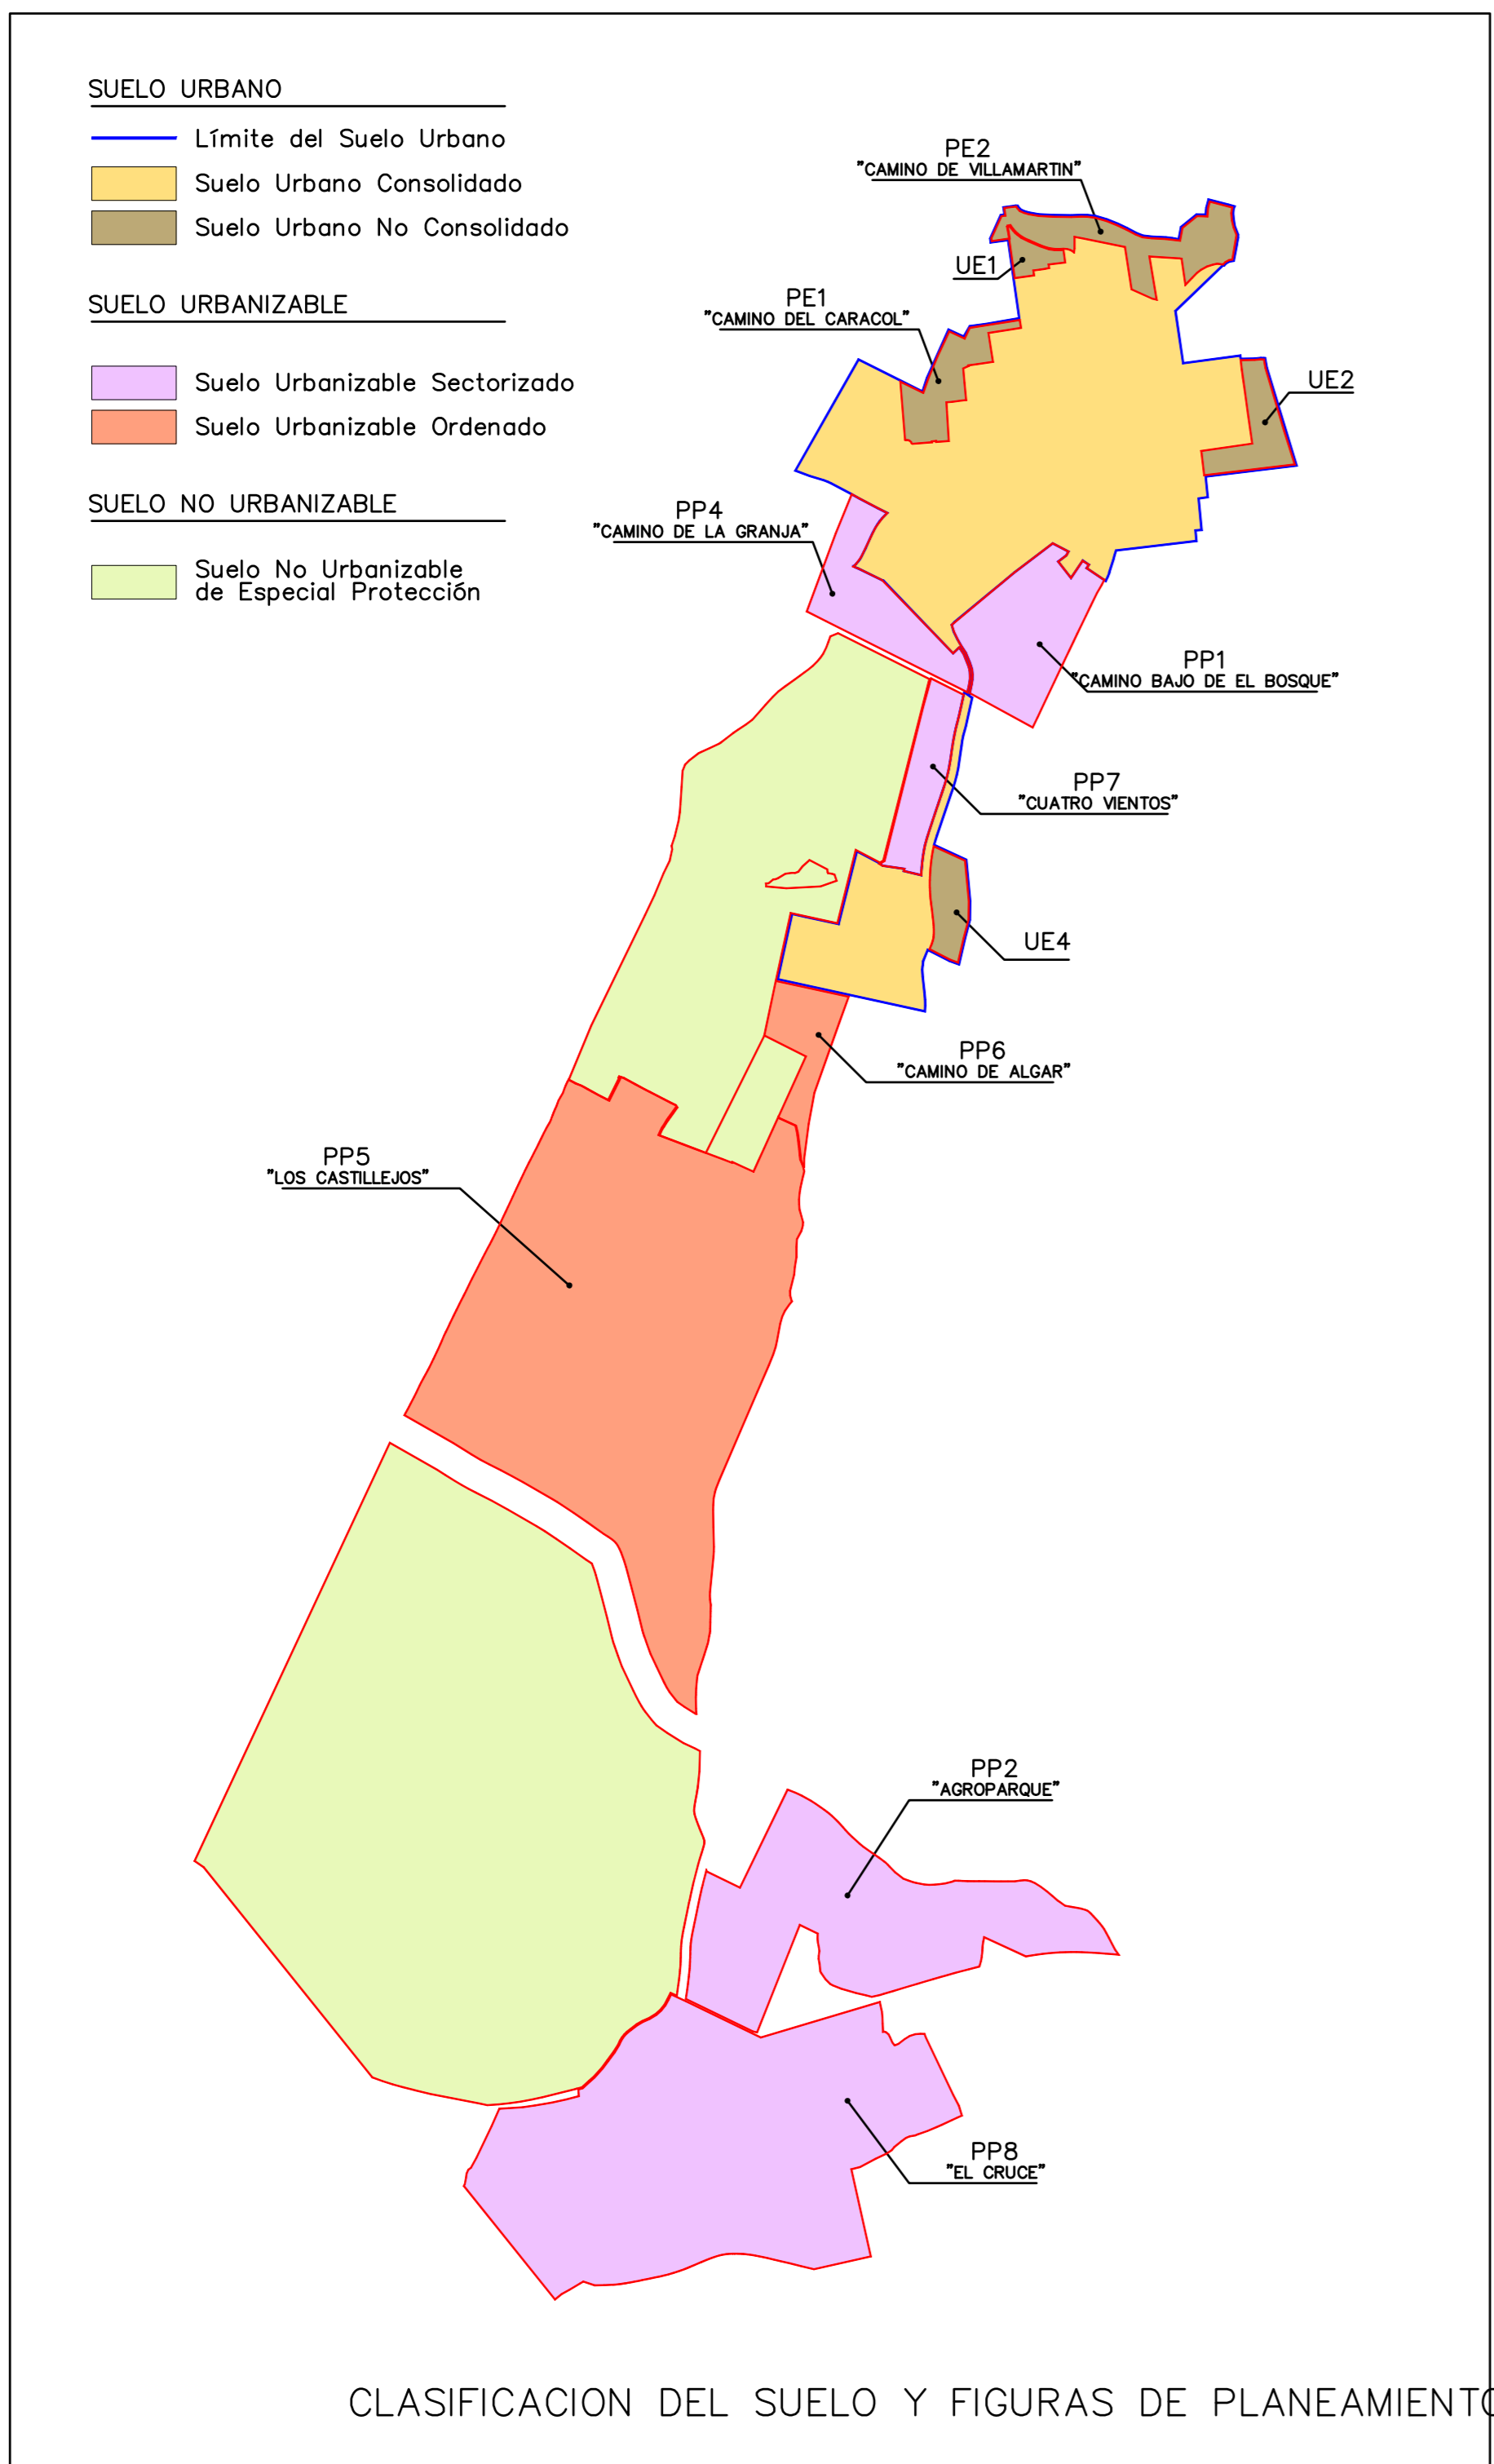 SUELO URBANO
Límite del Suelo Urbano
Suelo Urbano Consolidado
Suelo Urbano No Consolidado
SUELO URBANIZABLE
Suelo Urbanizable Sectorizado
Suelo Urbanizable Ordenado
SUELO NO URBANIZABLE
Suelo No Urbanizable
de Especial Protección
PE2
"CAMINO DE VILLAMARTIN"
UE1
PE1
"CAMINO DEL CARACOL"
UE2
PP4
"CAMINO DE LA GRANJA"
PP1
"CAMINO BAJO DE EL BOSQUE"
PP7
"CUATRO VIENTOS"
UE4
PP6
"CAMINO DE ALGAR"
PP5
"LOS CASTILLEJOS"
PP2
"AGROPARQUE"
PP8
"EL CRUCE"
CLASIFICACION DEL SUELO Y FIGURAS DE PLANEAMIENTO